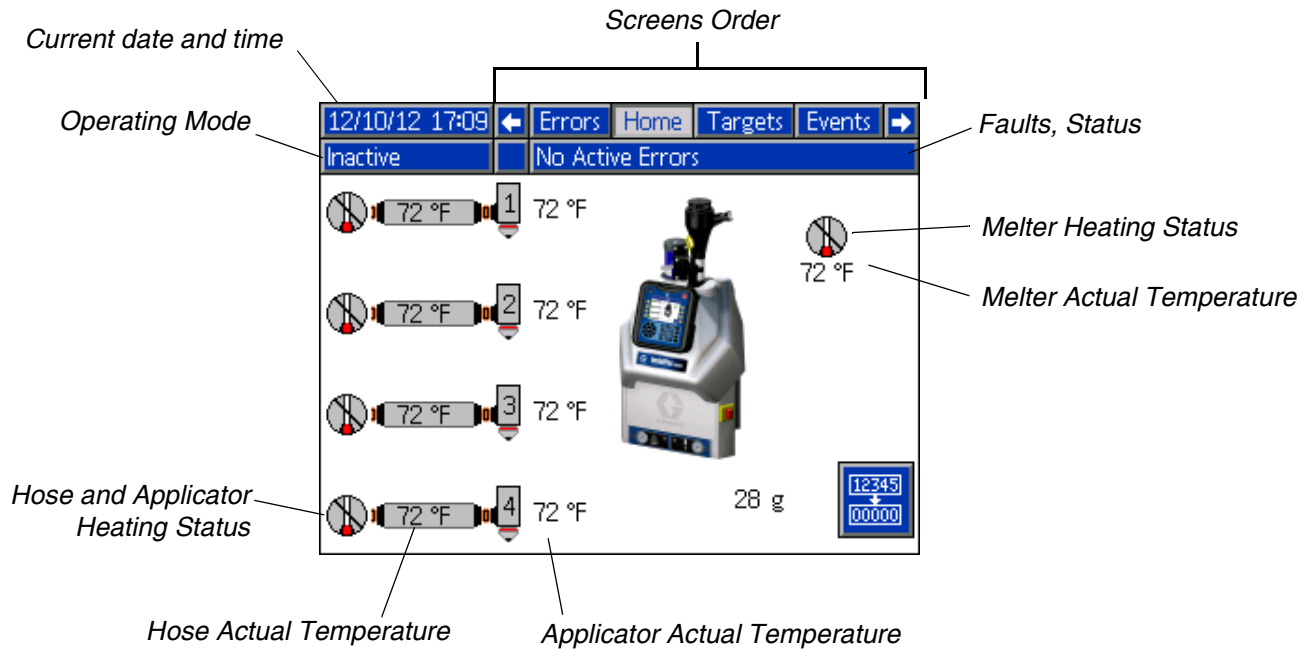 Screens Order
Current date and time
Operating Mode
12/10/12 17:09 Errors Home Targets Events
Inactive No Active Errors
Faults, Status
72 °F 1 72 °F
Melter Heating Status
72 °F
Melter Actual Temperature
72 °F 2 72 °F
72 °F 3 72 °F
Hose and Applicator
Heating Status
72 °F 4 72 °F
28 g
12345
00000
Hose Actual Temperature
Applicator Actual Temperature